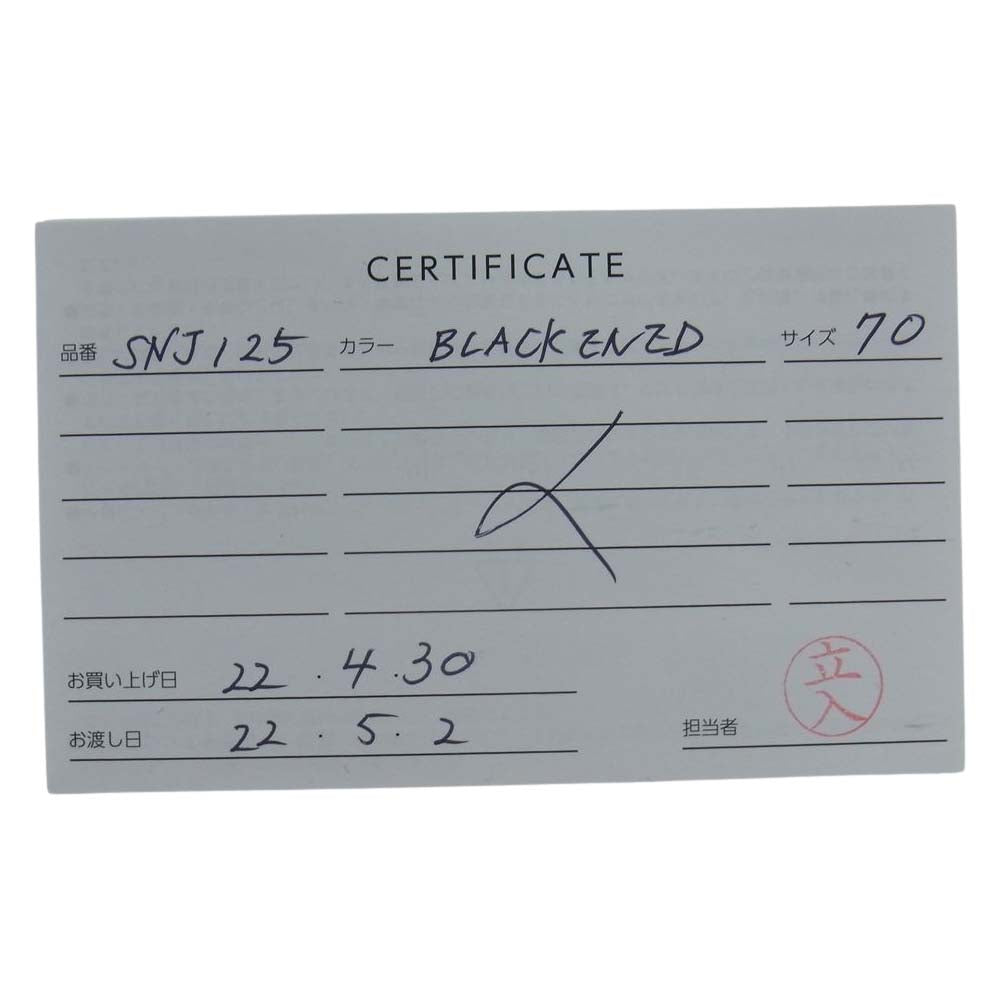 CERTIFICATE
品番 SNJ125 カラー BLACKENED サイズ 70
お買い上げ日 22.4.30
お渡し日 22.5.2
担当者 立入